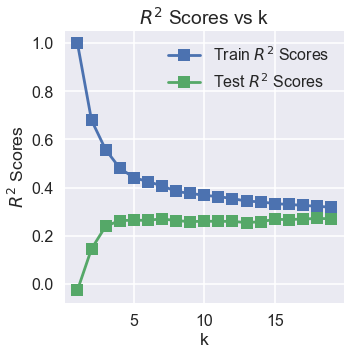 R² Scores vs k
Train R² Scores
Test R² Scores
1.0
0.8
0.6
0.4
0.2
0.0
R² Scores
5
10
15
k